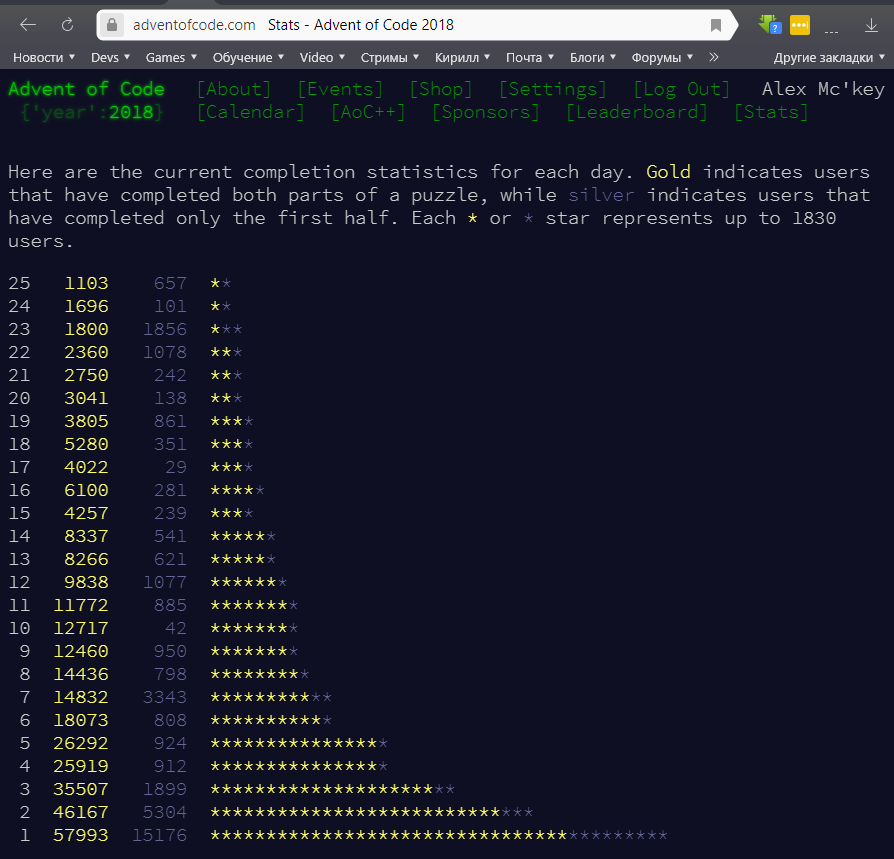 adventofcode.com Stats - Advent of Code 2018
Новости Devs Games Обучение Video Стримы Кирилл Почта Блоги Форумы » Другие закладки
Advent of Code [About] [Events] [Shop] [Settings] [Log Out] Alex Mc'key
{'year':2018} [Calendar] [AoC++] [Sponsors] [Leaderboard] [Stats]
Here are the current completion statistics for each day. Gold indicates users
that have completed both parts of a puzzle, while silver indicates users that
have completed only the first half. Each * or * star represents up to 1830
users.
25 1103 657 **
24 1696 101 **
23 1800 1856 ***
22 2360 1078 ***
21 2750 242 ***
20 3041 138 ***
19 3805 861 ****
18 5280 351 ****
17 4022 29 ****
16 6100 281 *****
15 4257 239 ****
14 8337 541 ******
13 8266 621 ******
12 9838 1077 *******
11 11772 885 ********
10 12717 42 ********
9 12460 950 ********
8 14436 798 *********
7 14832 3343 ***********
6 18073 808 ***********
5 26292 924 ****************
4 25919 912 ****************
3 35507 1899 **********************
2 46167 5304 *****************************
1 57993 15176 *****************************************